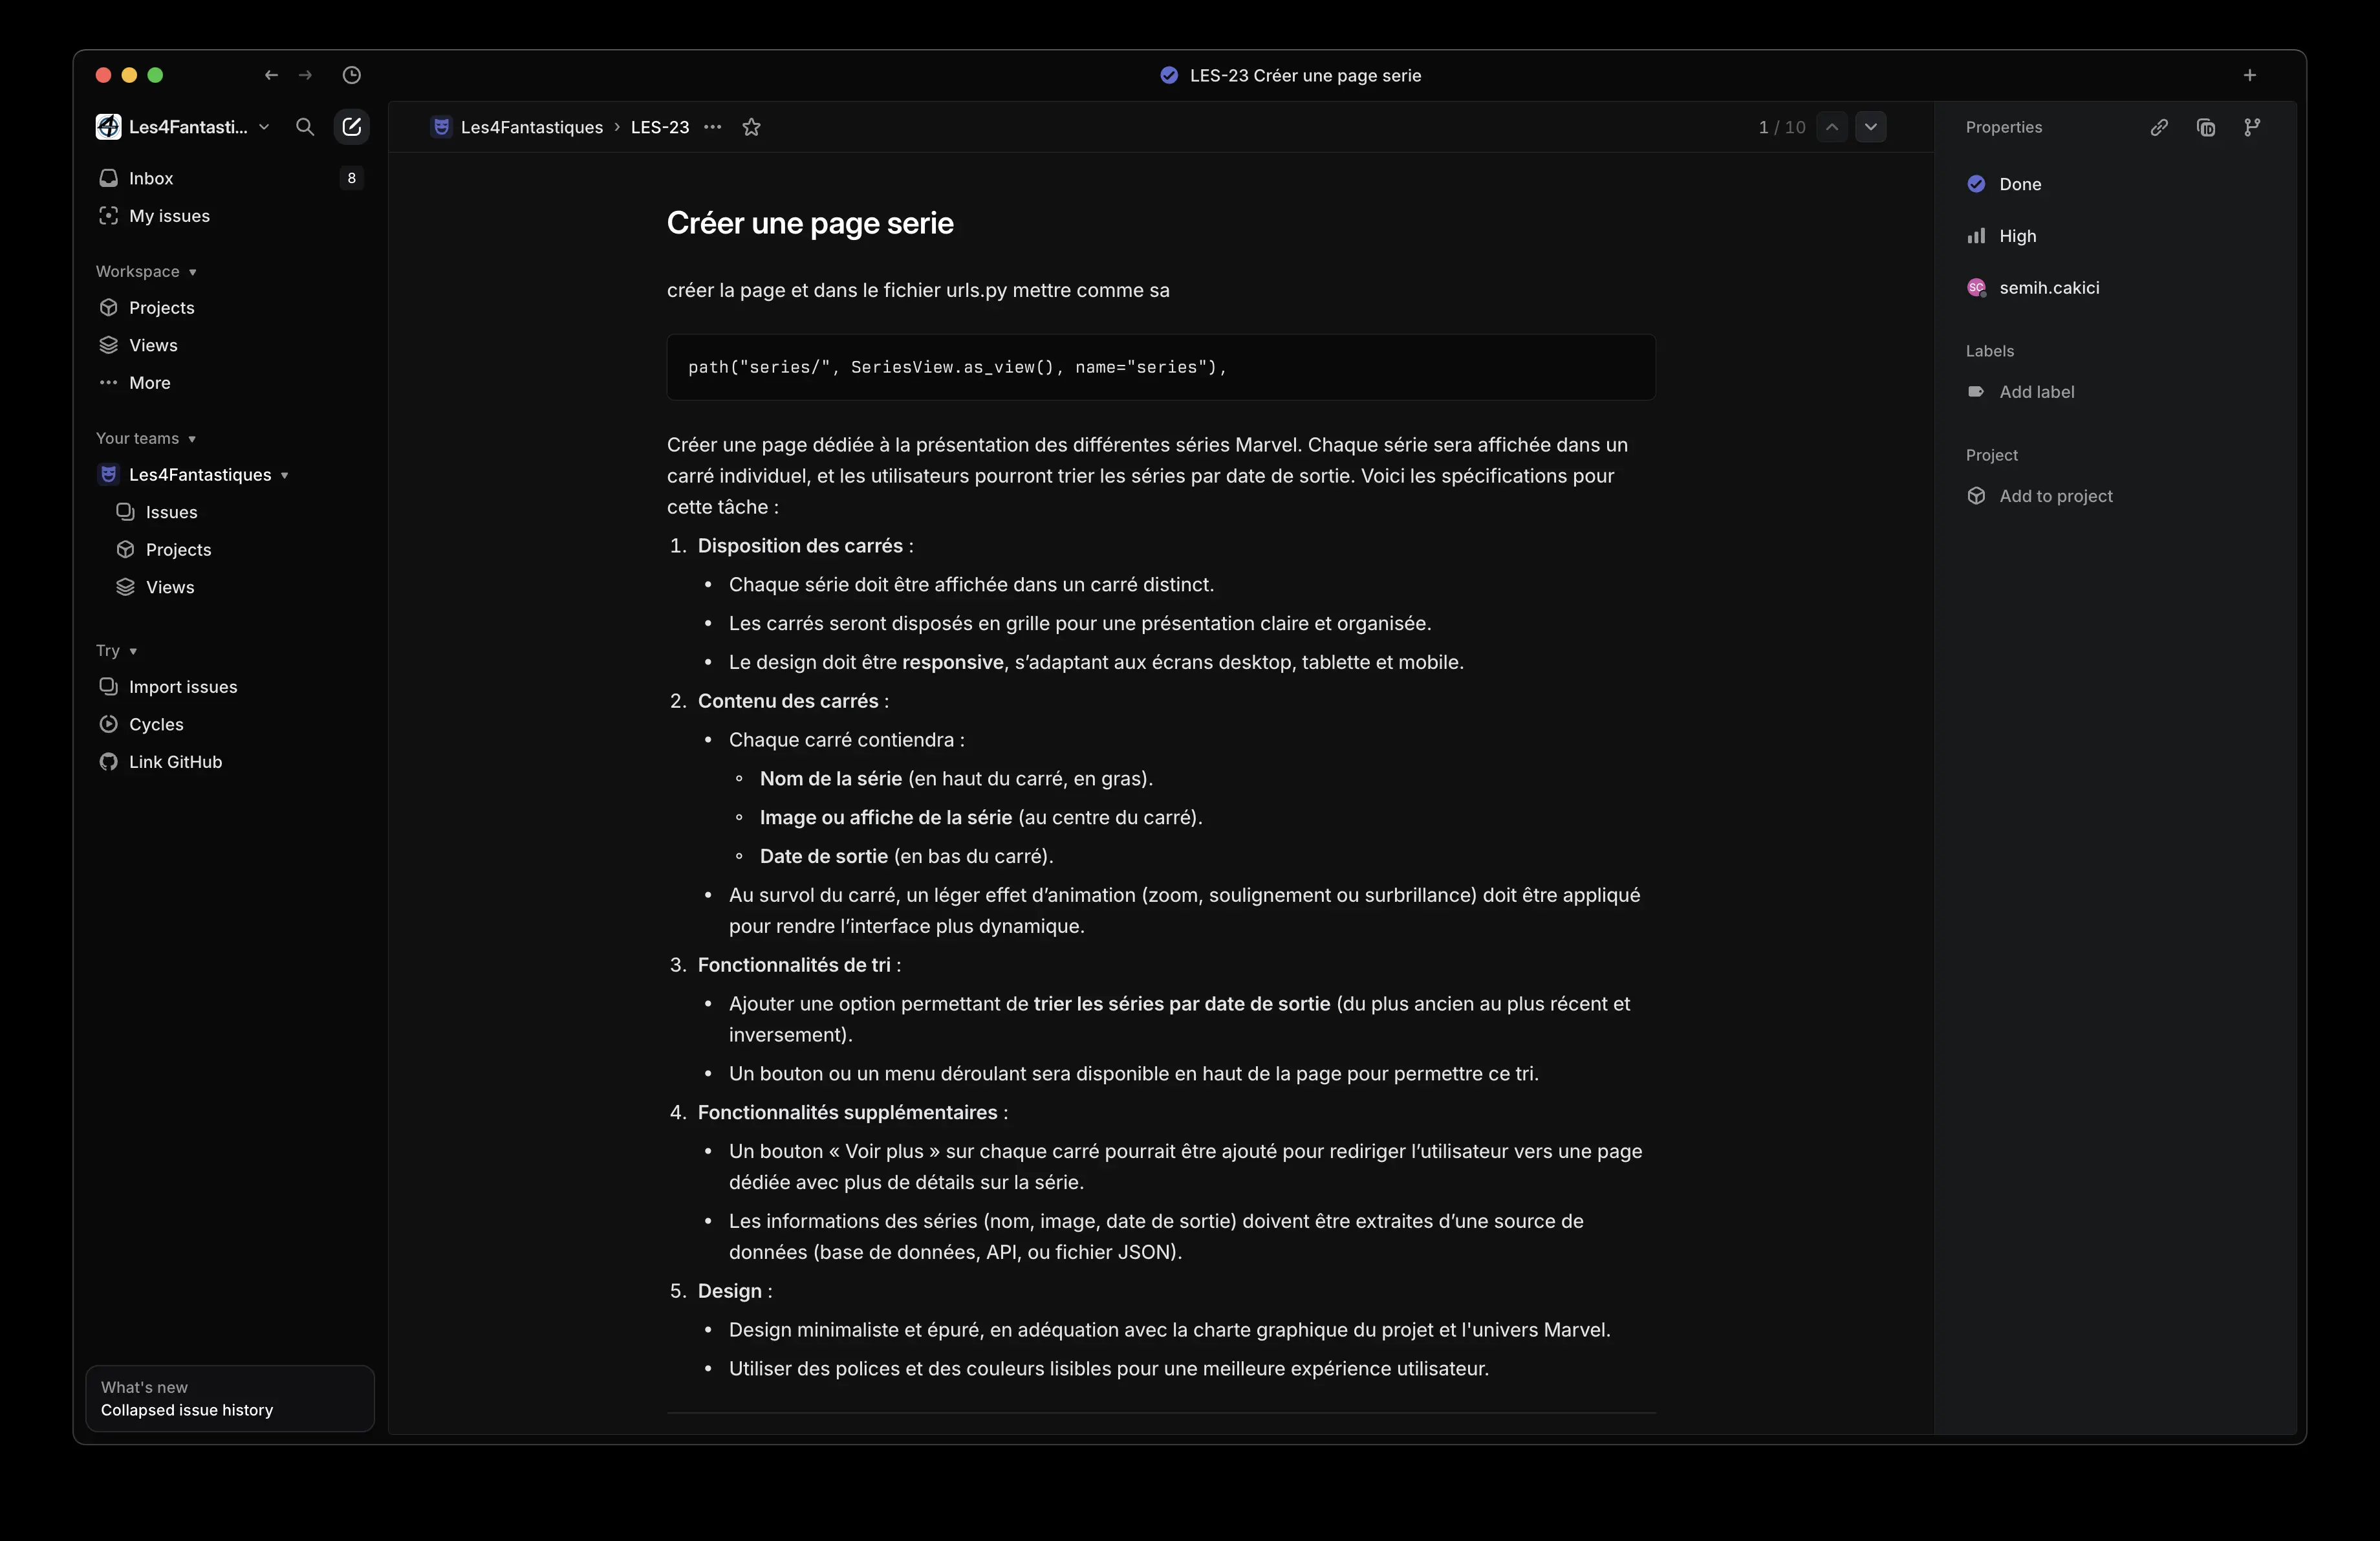 LES-23 Créer une page serie
Les4Fantasti...
Inbox
8
My issues
Workspace
Projects
Views
More
Your teams
Les4Fantastiques
Issues
Projects
Views
Try
Import issues
Cycles
Link GitHub
What's new
Collapsed issue history
Les4Fantastiques › LES-23
1 / 10
Créer une page serie
créer la page et dans le fichier urls.py mettre comme sa
path("series/", SeriesView.as_view(), name="series"),
Créer une page dédiée à la présentation des différentes séries Marvel. Chaque série sera affichée dans un
carré individuel, et les utilisateurs pourront trier les séries par date de sortie. Voici les spécifications pour
cette tâche :
1. Disposition des carrés :
• Chaque série doit être affichée dans un carré distinct.
• Les carrés seront disposés en grille pour une présentation claire et organisée.
• Le design doit être responsive, s’adaptant aux écrans desktop, tablette et mobile.
2. Contenu des carrés :
• Chaque carré contiendra :
◦ Nom de la série (en haut du carré, en gras).
◦ Image ou affiche de la série (au centre du carré).
◦ Date de sortie (en bas du carré).
• Au survol du carré, un léger effet d’animation (zoom, soulignement ou surbrillance) doit être appliqué
pour rendre l’interface plus dynamique.
3. Fonctionnalités de tri :
• Ajouter une option permettant de trier les séries par date de sortie (du plus ancien au plus récent et
inversement).
• Un bouton ou un menu déroulant sera disponible en haut de la page pour permettre ce tri.
4. Fonctionnalités supplémentaires :
• Un bouton « Voir plus » sur chaque carré pourrait être ajouté pour rediriger l’utilisateur vers une page
dédiée avec plus de détails sur la série.
• Les informations des séries (nom, image, date de sortie) doivent être extraites d’une source de
données (base de données, API, ou fichier JSON).
5. Design :
• Design minimaliste et épuré, en adéquation avec la charte graphique du projet et l'univers Marvel.
• Utiliser des polices et des couleurs lisibles pour une meilleure expérience utilisateur.
Properties
Done
High
SC
semih.cakici
Labels
Add label
Project
Add to project